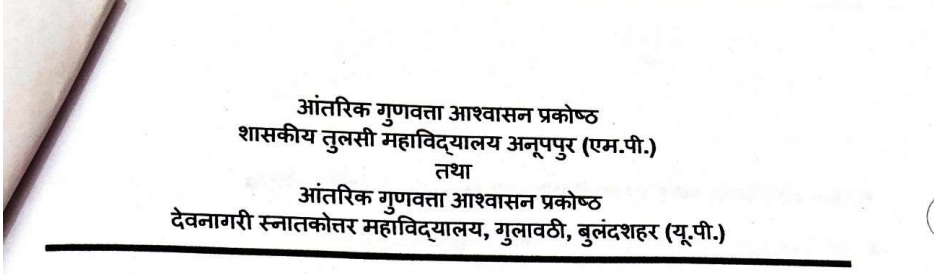 आंतरिक गुणवत्ता आश्वासन प्रकोष्ठ
शासकीय तुलसी महाविद्यालय अनूपपुर (एम.पी.)
तथा
आंतरिक गुणवत्ता आश्वासन प्रकोष्ठ
देवनागरी स्नातकोत्तर महाविद्यालय, गुलावठी, बुलंदशहर (यू.पी.)